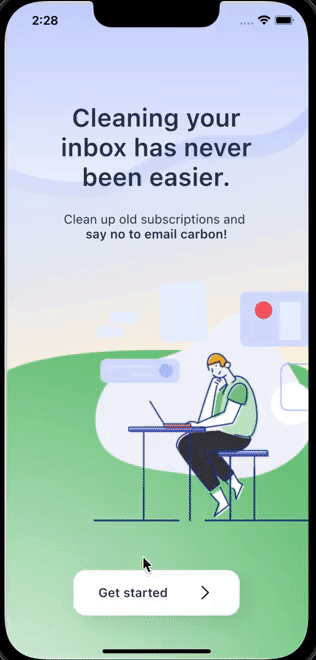 2:28
Cleaning your
inbox has never
been easier.
Clean up old subscriptions and
say no to email carbon!
Get started